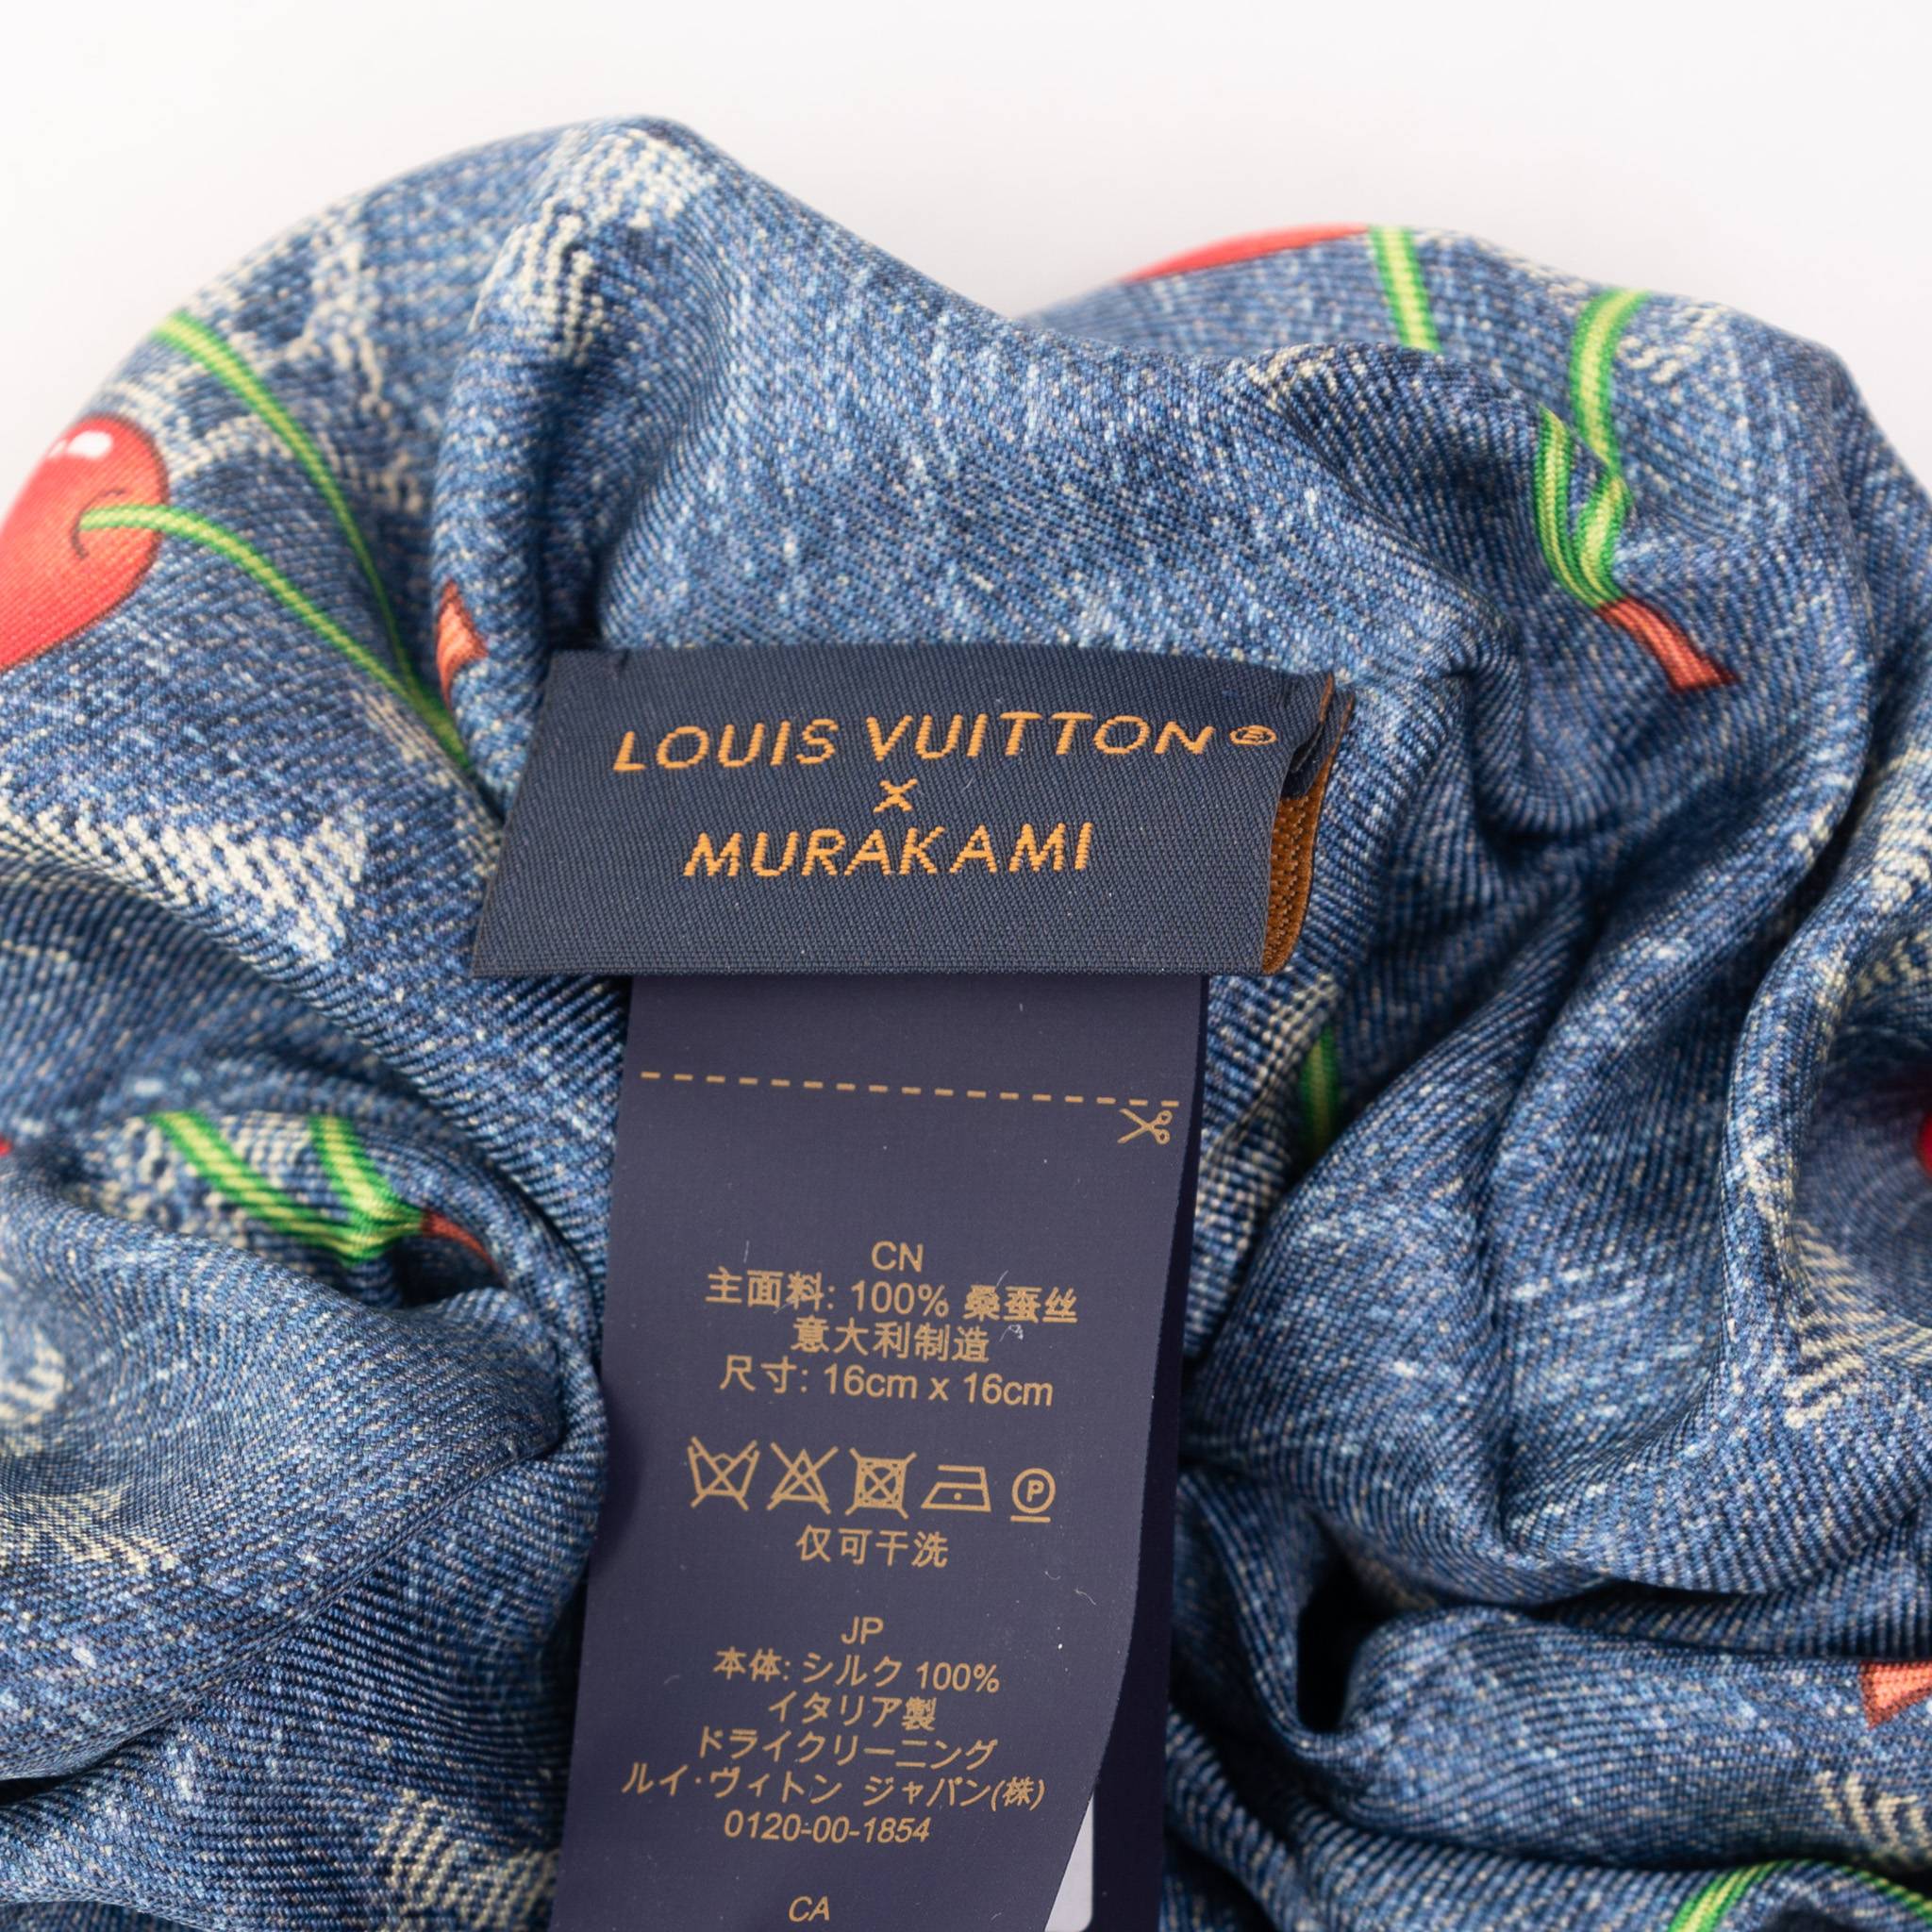 LOUIS VUITTON®
x
MURAKAMI
CN
主面料: 100% 桑蚕丝
意大利制造
尺寸: 16cm x 16cm
P
仅可干洗
JP
本体: シルク 100%
イタリア製
ドライクリーニング
ルイ・ヴィトン ジャパン(株)
0120-00-1854
CA